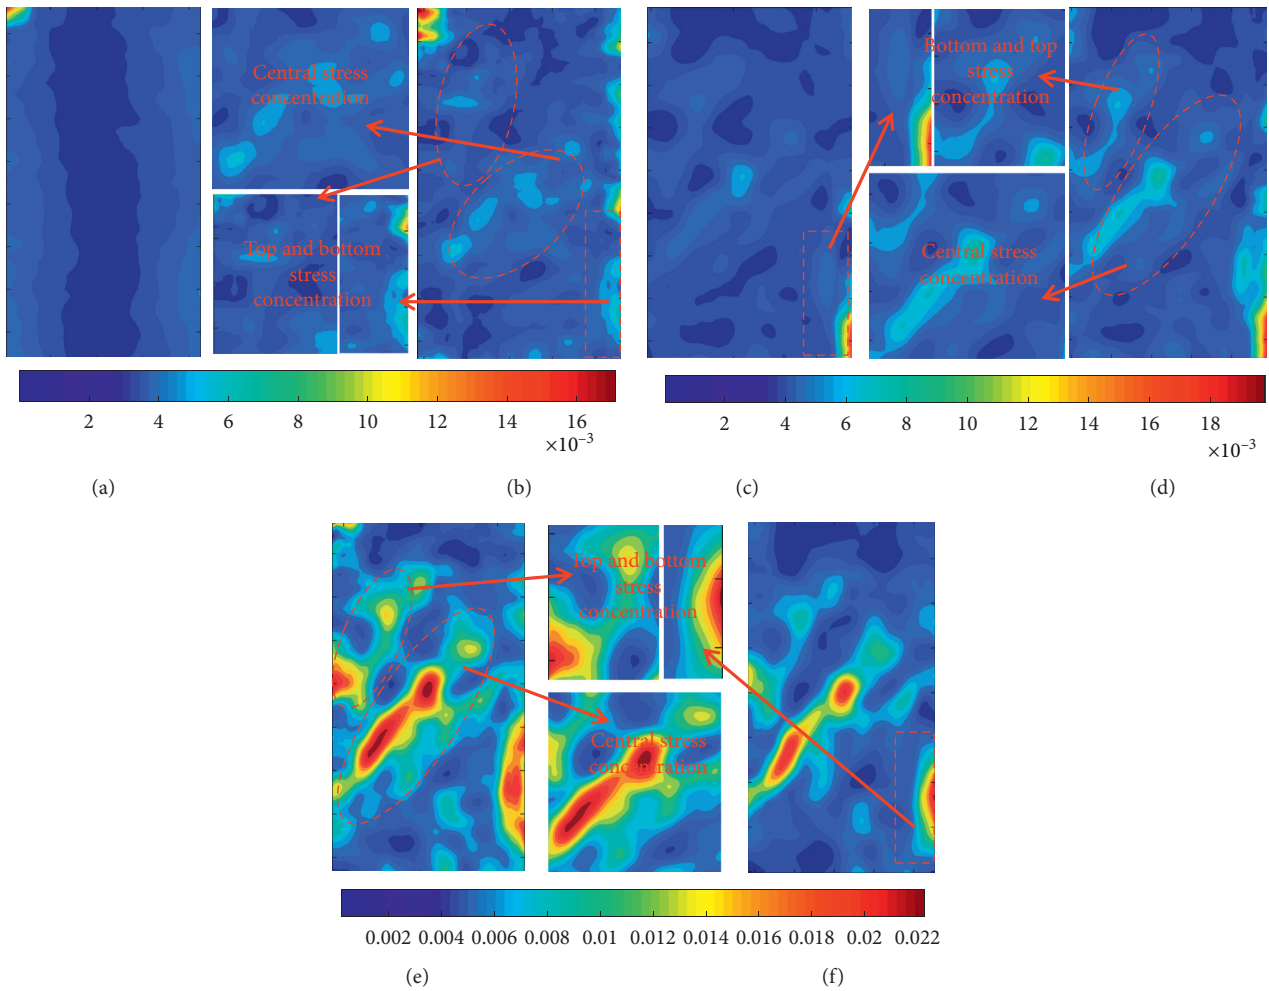 Central stress
concentration
Top and bottom
stress
concentration
Bottom and top
stress
concentration
Central stress
concentration
2 4 6 8 10 12 14 16
×10⁻³
2 4 6 8 10 12 14 16 18
×10⁻³
(a) (b) (c) (d)
Top and bottom
stress
concentration
Central stress
concentration
0.002 0.004 0.006 0.008 0.01 0.012 0.014 0.016 0.018 0.02 0.022
(e) (f)